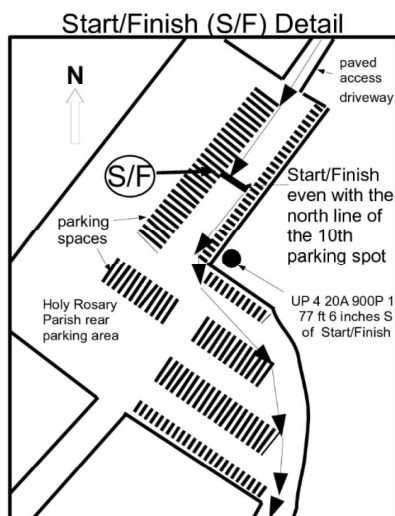 Start/Finish (S/F) Detail
paved
access
driveway
N
S/F
Start/Finish
even with the
north line of
the 10th
parking spot
parking
spaces
UP 4 20A 900P 1
77 ft 6 inches S
of Start/Finish
Holy Rosary
Parish rear
parking area